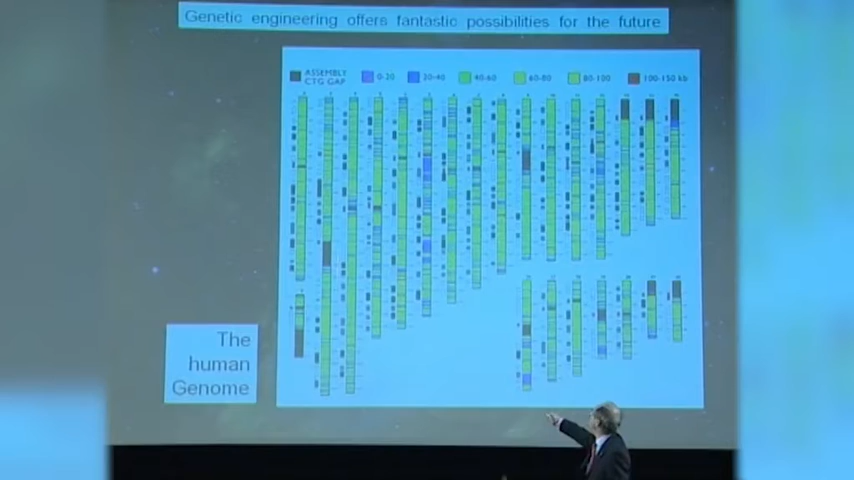 Genetic engineering offers fantastic possibilities for the future
ASSEMBLY
CTG GAP
0-20
20-40
40-60
60-80
80-100
100-150 kb
The
human
Genome